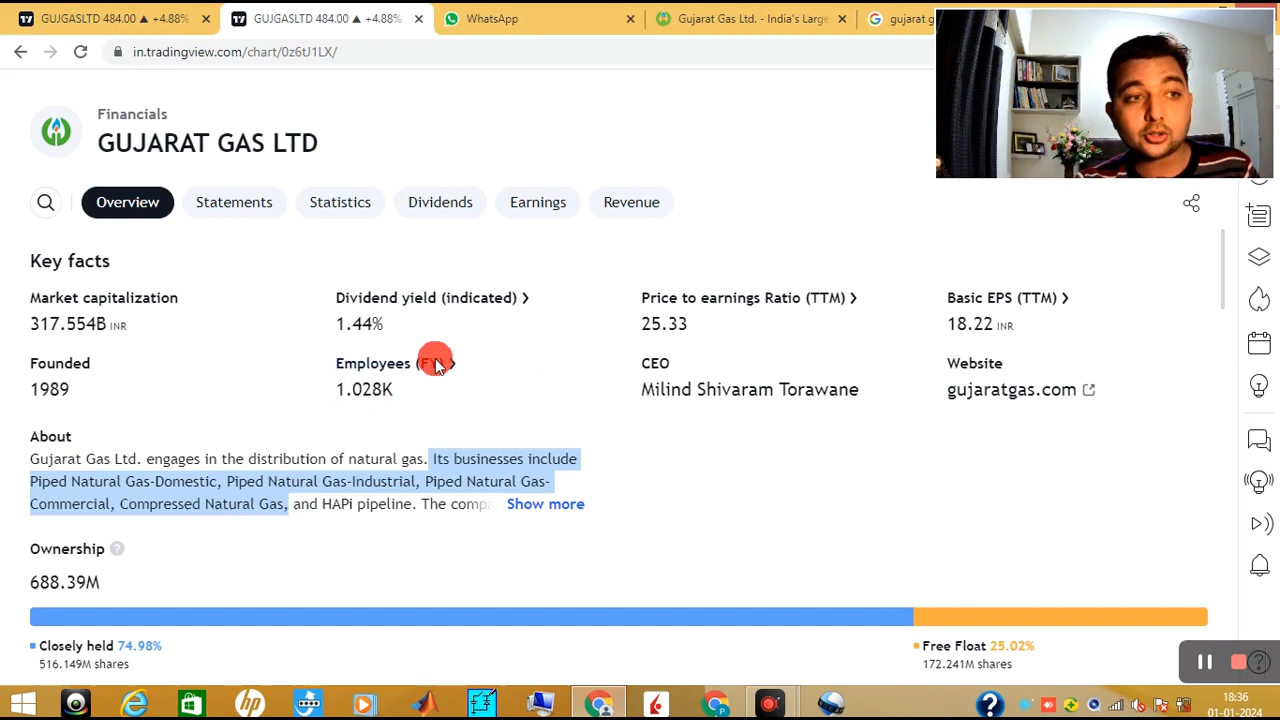 GUJGASLTD 484.00 ▲ +4.88%
GUJGASLTD 484.00 ▲ +4.88%
WhatsApp
Gujarat Gas Ltd. - India's Large
gujarat g
in.tradingview.com/chart/0z6tJ1LX/
Financials
GUJARAT GAS LTD
Overview
Statements
Statistics
Dividends
Earnings
Revenue
Key facts
Market capitalization
Dividend yield (indicated)
Price to earnings Ratio (TTM)
Basic EPS (TTM)
317.554B INR
1.44%
25.33
18.22 INR
Founded
Employees (FY)
CEO
Website
1989
1.028K
Milind Shivaram Torawane
gujaratgas.com
About
Gujarat Gas Ltd. engages in the distribution of natural gas. Its businesses include
Piped Natural Gas-Domestic, Piped Natural Gas-Industrial, Piped Natural Gas-
Commercial, Compressed Natural Gas, and HAPi pipeline. The compa Show more
Ownership
688.39M
Closely held 74.98%
Free Float 25.02%
516.149M shares
172.241M shares
18:36
01-01-2024